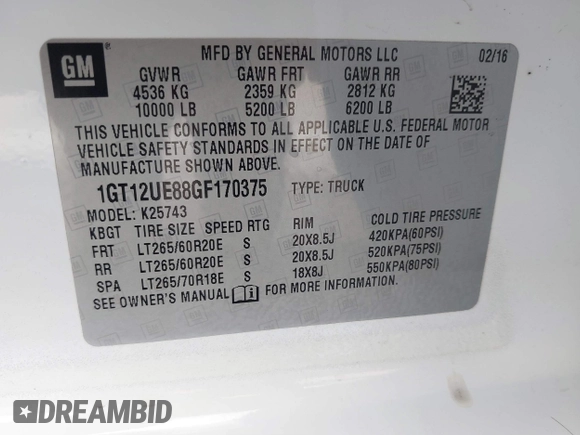 GM
MFD BY GENERAL MOTORS LLC 02/16
GVWR GAWR FRT GAWR RR
4536 KG 2359 KG 2812 KG
10000 LB 5200 LB 6200 LB
THIS VEHICLE CONFORMS TO ALL APPLICABLE U.S. FEDERAL MOTOR
VEHICLE SAFETY STANDARDS IN EFFECT ON THE DATE OF
MANUFACTURE SHOWN ABOVE.
1GT12UE88GF170375 TYPE: TRUCK
MODEL: K25743
KBGT TIRE SIZE SPEED RTG RIM COLD TIRE PRESSURE
FRT LT265/60R20E S 20X8.5J 420KPA(60PSI)
RR LT265/60R20E S 20X8.5J 520KPA(75PSI)
SPA LT265/70R18E S 18X8J 550KPA(80PSI)
SEE OWNER'S MANUAL i FOR MORE INFORMATION.
DREAMBID